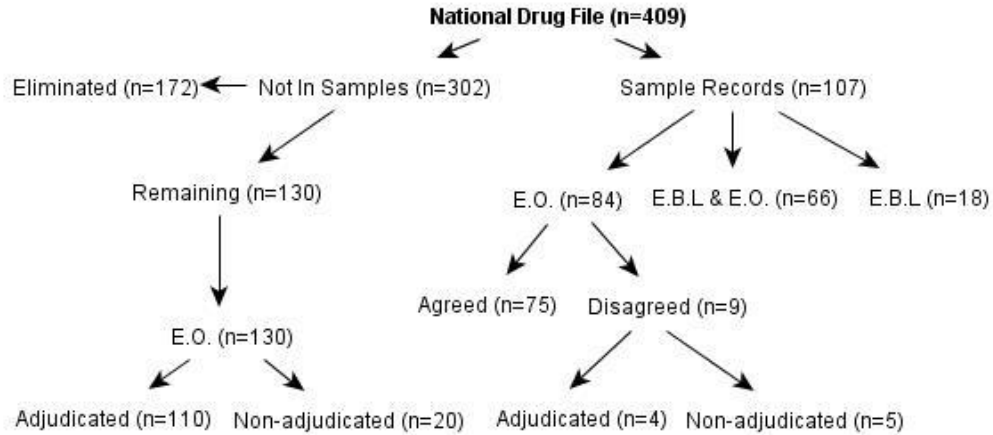 National Drug File (n=409)
Eliminated (n=172) Not In Samples (n=302) Sample Records (n=107)
Remaining (n=130) E.O. (n=84) E.B.L & E.O. (n=66) E.B.L (n=18)
Agreed (n=75) Disagreed (n=9)
E.O. (n=130)
Adjudicated (n=110) Non-adjudicated (n=20) Adjudicated (n=4) Non-adjudicated (n=5)